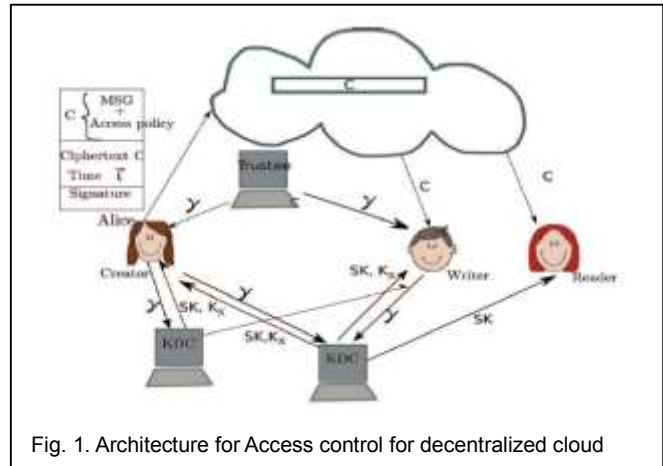 C
MSG
C { +
Access policy
Ciphertext C
Time τ
Signature
Trustee
γ
γ
C
C
Alice
Creator
SK, Kx
Writer
Reader
γ
SK, Kx
γ
γ
SK,Kx
SK
KDC
KDC
Fig. 1. Architecture for Access control for decentralized cloud